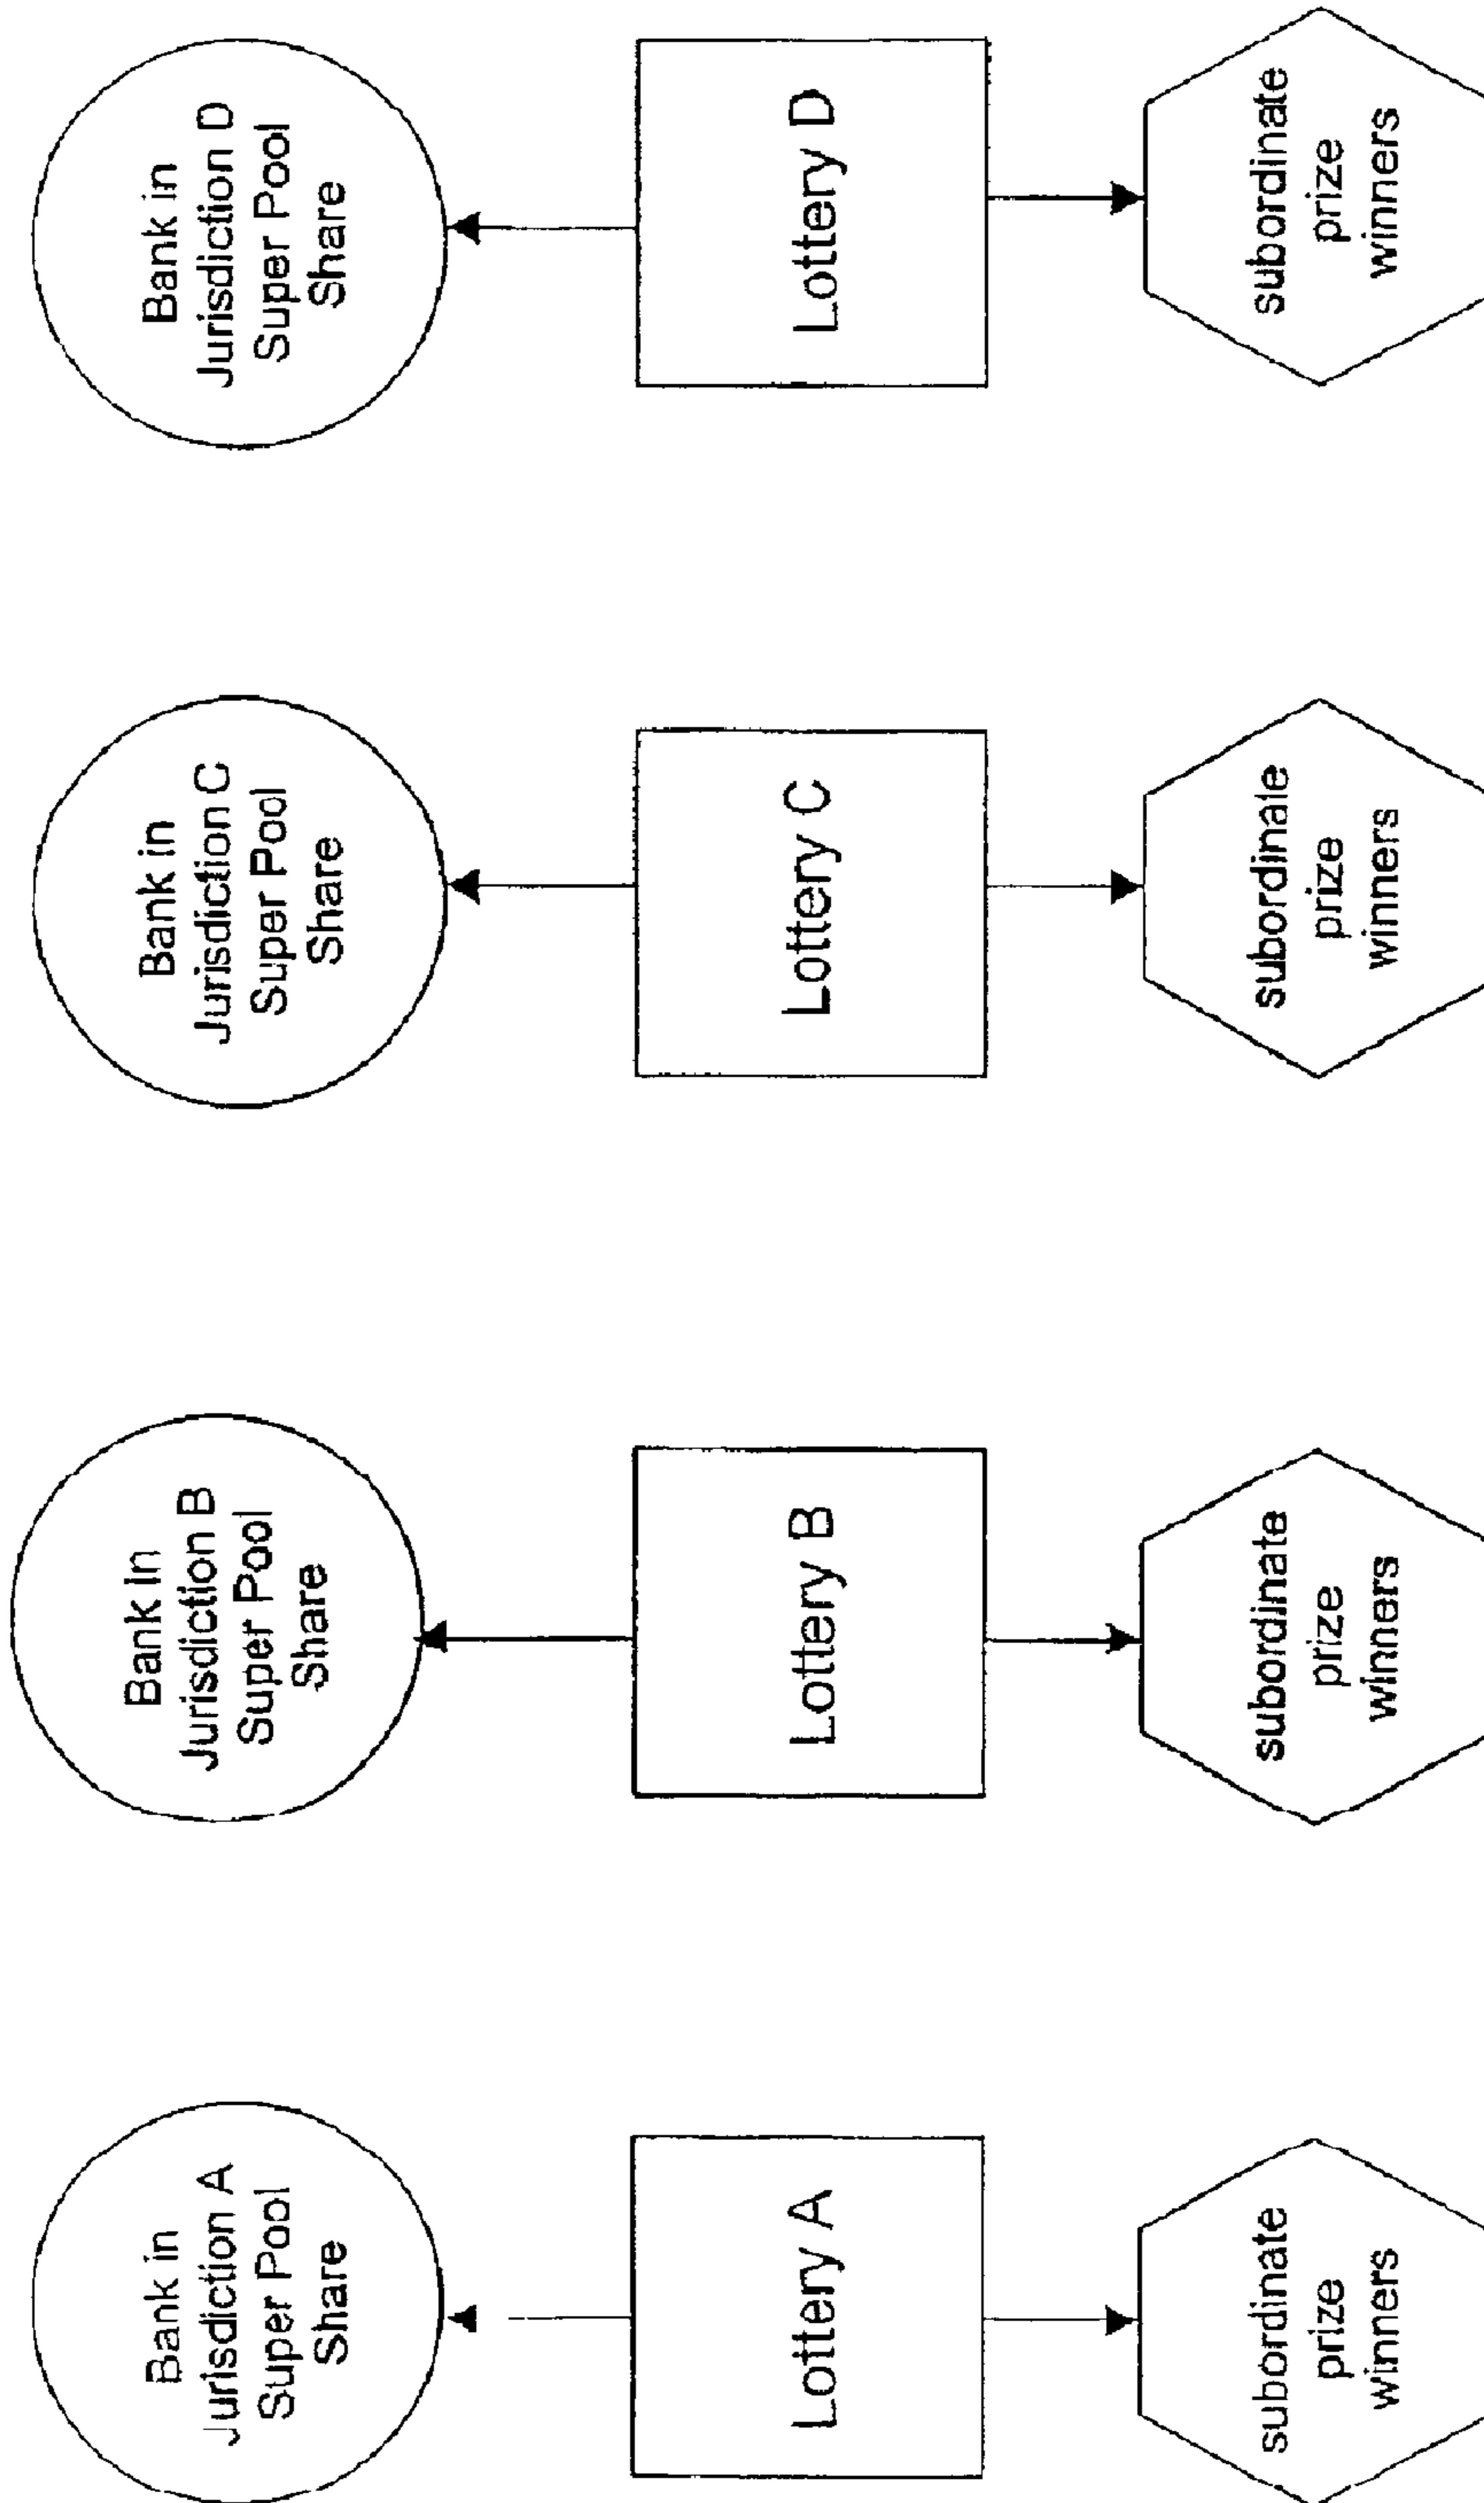 Bank in
Jurisdiction A
Super Pool
Share
Bank in
Jurisdiction B
Super Pool
Share
Bank in
Jurisdiction C
Super Pool
Share
Bank in
Jurisdiction D
Super Pool
Share
Lottery A
Lottery B
Lottery C
Lottery D
subordinate
prize
winners
subordinate
prize
winners
subordinate
prize
winners
subordinate
prize
winners